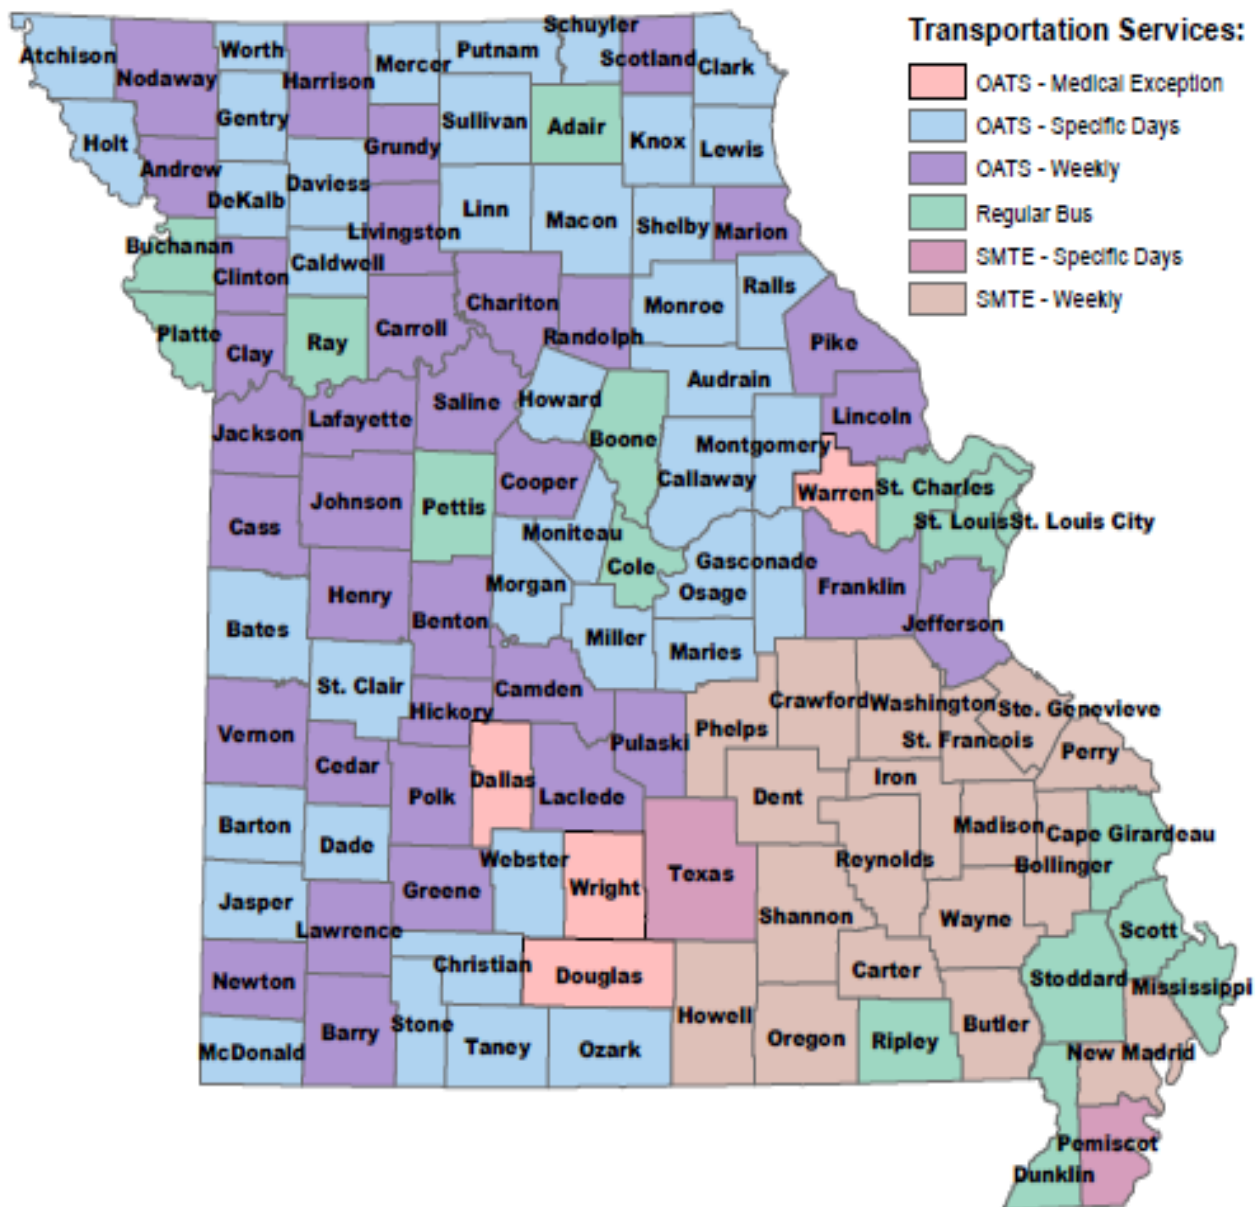 Transportation Services:
OATS - Medical Exception
OATS - Specific Days
OATS - Weekly
Regular Bus
SMTE - Specific Days
SMTE - Weekly
Atchison
Nodaway
Worth
Harrison
Mercer
Putnam
Schuyler
Scotland
Clark
Holt
Gentry
Sullivan
Adair
Knox
Lewis
Andrew
DeKalb
Daviess
Grundy
Linn
Macon
Shelby
Marion
Buchanan
Clinton
Caldwell
Livingston
Chariton
Randolph
Monroe
Ralls
Platte
Clay
Ray
Carroll
Pike
Jackson
Lafayette
Saline
Howard
Boone
Audrain
Lincoln
Cass
Johnson
Pettis
Cooper
Callaway
Montgomery
Warren
St. Charles
St. Louis
St. Louis City
Moniteau
Cole
Osage
Gasconade
Franklin
Jefferson
Bates
Henry
Benton
Morgan
Miller
Maries
St. Clair
Hickory
Camden
Pulaski
Phelps
Crawford
Washington
Ste. Genevieve
St. Francois
Perry
Vernon
Cedar
Polk
Dallas
Laclede
Dent
Iron
Barton
Dade
Greene
Webster
Wright
Texas
Reynolds
Madison
Cape Girardeau
Bollinger
Jasper
Lawrence
Shannon
Wayne
Scott
Newton
Christian
Douglas
Carter
Stoddard
Mississippi
McDonald
Barry
Stone
Taney
Ozark
Howell
Oregon
Ripley
Butler
New Madrid
Pemiscot
Dunklin